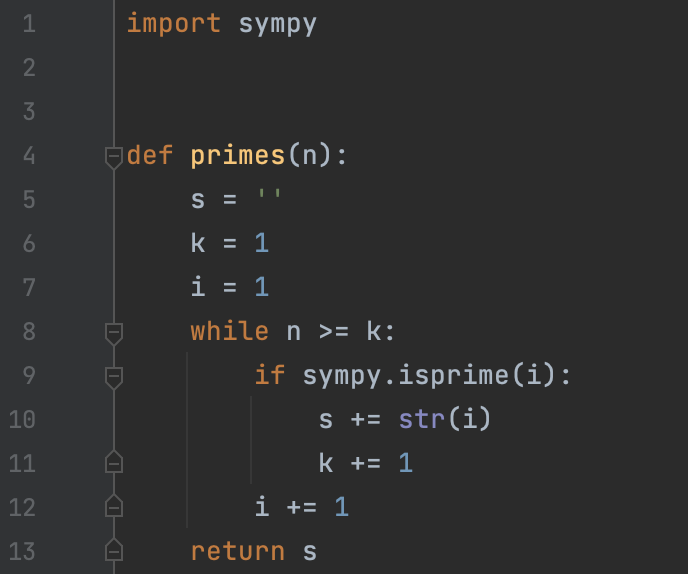 1 import sympy
2
3
4 def primes(n):
5     s = ''
6     k = 1
7     i = 1
8     while n >= k:
9         if sympy.isprime(i):
10             s += str(i)
11             k += 1
12         i += 1
13     return s